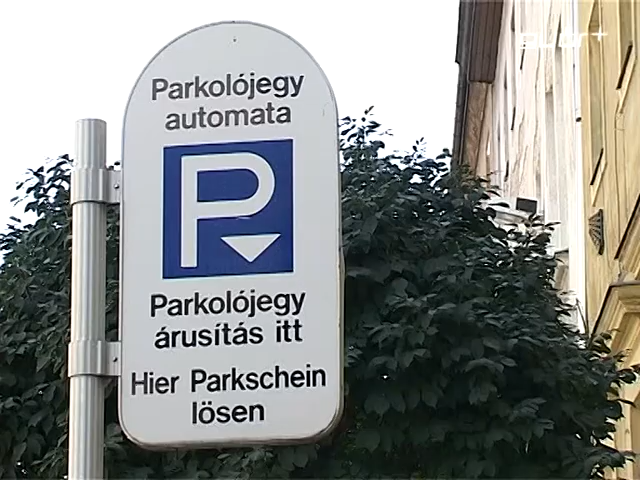 Parkolójegy
automata
P
Parkolójegy
árusítás itt
Hier Parkschein
lösen